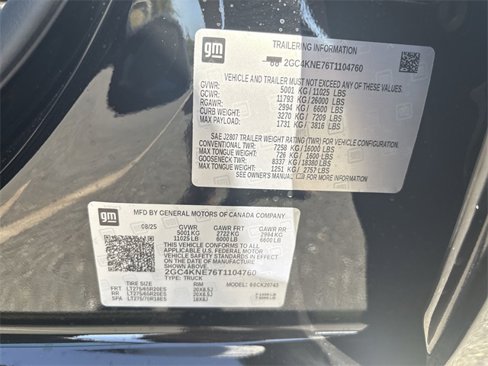 gm
TRAILERING INFORMATION
2GC4KNE76T1104760
VEHICLE AND TRAILER MUST NOT EXCEED ANY OF THESE VALUES.
GVWR: 5001 KG/ 11025 LBS
GCWR: 11793 KG/26000 LBS
RGAWR: 2994 KG/ 6600 LBS
CURB WEIGHT: 3270 KG/ 7209 LBS
MAX PAYLOAD: 1731 KG/ 3816 LBS
SAE J2807 TRAILER WEIGHT RATING (TWR) FOR VEHICLE CONFIGURATION.
CONVENTIONAL TWR: 7258 KG/16000 LBS
MAX TONGUE WEIGHT: 726 KG/ 1600 LBS
GOOSENECK TWR: 8337 KG/18380 LBS
MAX TONGUE WEIGHT: 1251 KG/ 2757 LBS
SEE OWNER'S MANUAL
gm
MFD BY GENERAL MOTORS OF CANADA COMPANY
08/25 GVWR GAWR FRT GAWR RR
5001 KG 2722 KG 2994 KG
11025 LB 6000 LB 6600 LB
THIS VEHICLE CONFORMS TO ALL
APPLICABLE U.S. FEDERAL MOTOR
VEHICLE SAFETY STANDARDS IN EFFECT
ON THE DATE OF MANUFACTURE SHOWN ABOVE.
2GC4KNE76T1104760
TYPE: TRUCK
TIRE SIZE RIM
FRT LT275/65R20ES 20X8.5J
RR LT275/65R20ES 20X8.5J
SPA LT275/70R18ES 18X8J